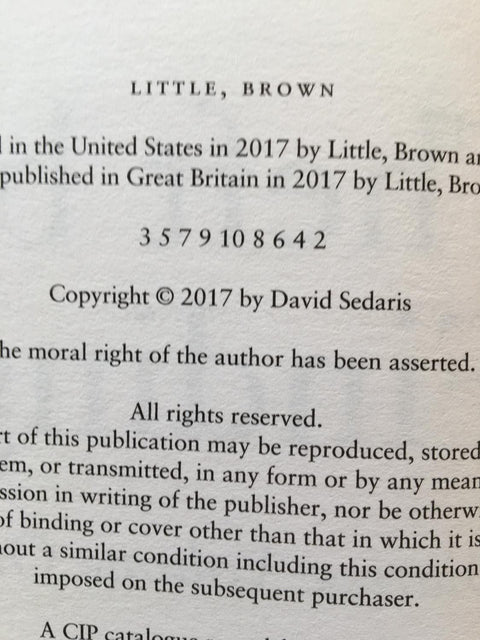 LITTLE, BROWN
in the United States in 2017 by Little, Brown
published in Great Britain in 2017 by Little,
3 5 7 9 10 8 6 4 2
Copyright © 2017 by David Sedaris
he moral right of the author has been asserted.
All rights reserved.
rt of this publication may be reproduced, stored
em, or transmitted, in any form or by any mean
ssion in writing of the publisher, nor be otherw
of binding or cover other than that in which it is
out a similar condition including this condition
imposed on the subsequent purchaser.
A CIP catalogue